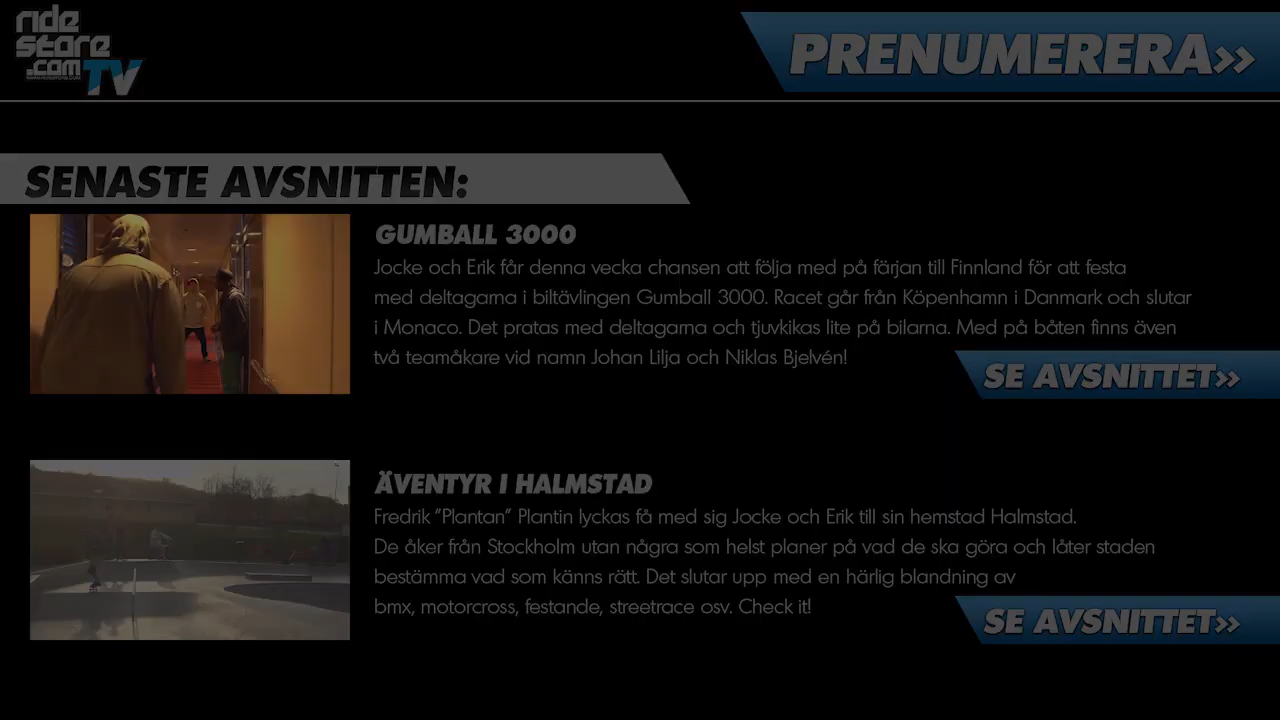 ride
store
.com TV
PRENUMERERA>>
SENASTE AVSNITTEN:
GUMBALL 3000
Jocke och Erik får denna vecka chansen att följa med på färjan till Finnland för att festa
med deltagarna i biltävlingen Gumball 3000. Racet går från Köpenhamn i Danmark och slutar
i Monaco. Det pratas med deltagarna och tjuvkikas lite på bilarna. Med på båten finns även
två teamåkare vid namn Johan Lilja och Niklas Bjelvén!
SE AVSNITTET>>
ÄVENTYR I HALMSTAD
Fredrik "Plantan" Plantin lyckas få med sig Jocke och Erik till sin hemstad Halmstad.
De åker från Stockholm utan några som helst planer på vad de ska göra och låter staden
bestämma vad som känns rätt. Det slutar upp med en härlig blandning av
bmx, motorcross, festande, streetrace osv. Check it!
SE AVSNITTET>>